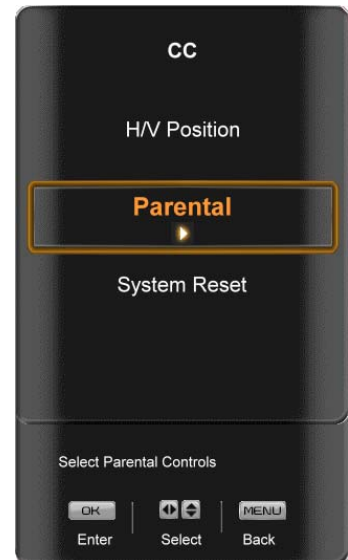 CC
H/V Position
Parental
System Reset
Select Parental Controls
OK MENU
Enter Select Back